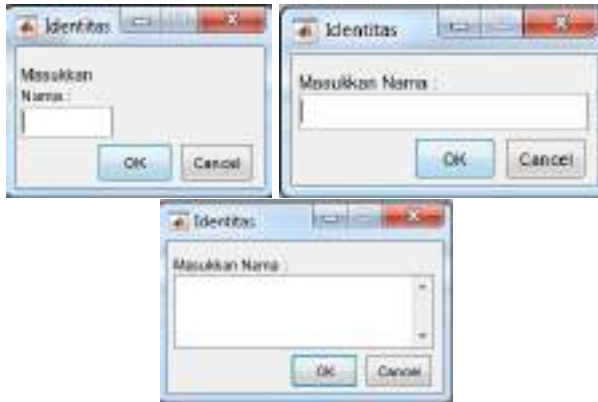 Identitas
Masukkan
Nama :
OK Cancel
Identitas
Masukkan Nama :
OK Cancel
Identitas
Masukkan Nama :
OK Cancel